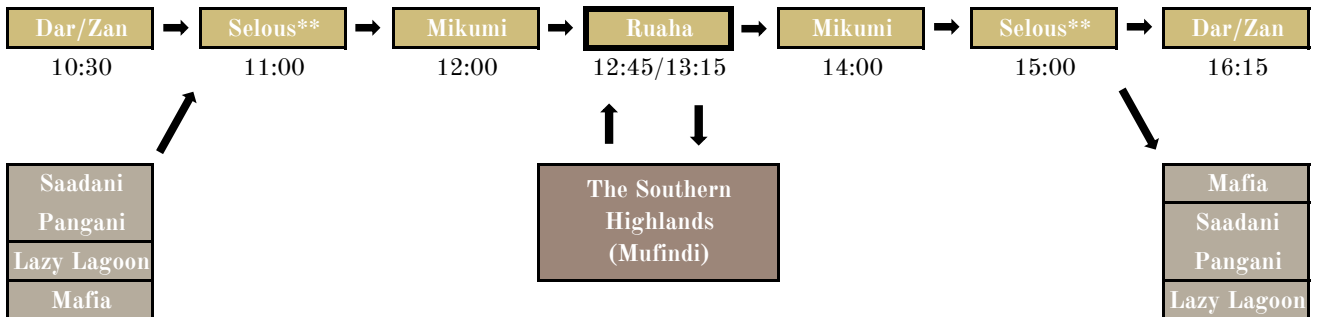 Dar/Zan Selous** Mikumi Ruaha Mikumi Selous** Dar/Zan
10:30 11:00 12:00 12:45/13:15 14:00 15:00 16:15
Saadani
Pangani
Lazy Lagoon
Mafia
The Southern
Highlands
(Mufindi)
Mafia
Saadani
Pangani
Lazy Lagoon